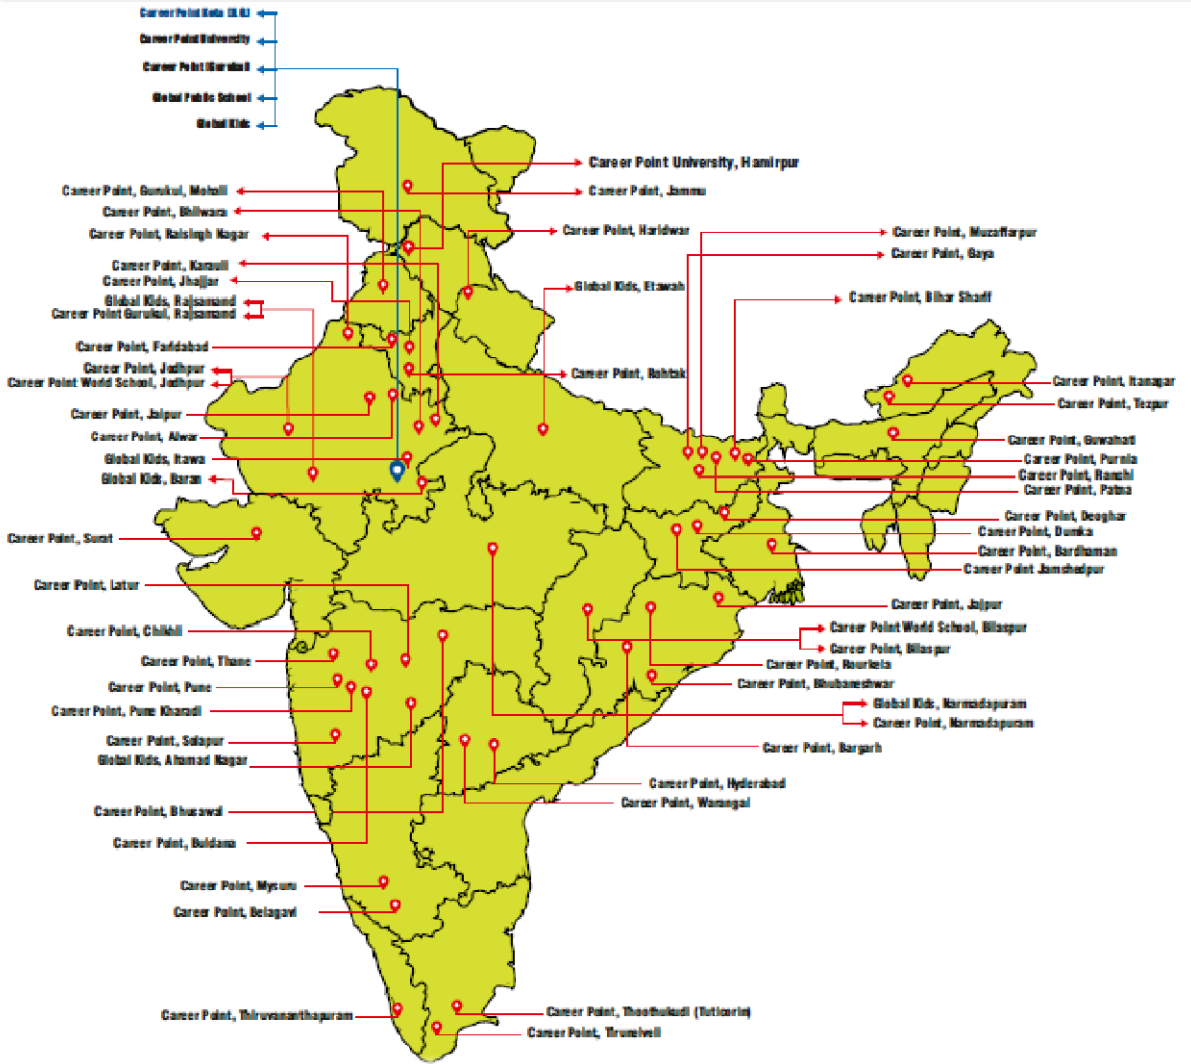 Career Point Kota (H.O.)
Career Point University
Career Point (Gurukul)
Global Public School
Global Kids
Career Point University, Hamirpur
Career Point, Gurukul, Mohali
Career Point, Jammu
Career Point, Bhilwara
Career Point, Raisingh Nagar
Career Point, Haridwar
Career Point, Muzaffarpur
Career Point, Gaya
Career Point, Karauli
Career Point, Jhajjar
Global Kids, Etawah
Career Point, Bihar Sharif
Global Kids, Rajsamand
Career Point Gurukul, Rajsamand
Career Point, Faridabad
Career Point, Jodhpur
Career Point World School, Jodhpur
Career Point, Rohtak
Career Point, Itanagar
Career Point, Tezpur
Career Point, Jaipur
Career Point, Alwar
Career Point, Guwahati
Global Kids, Itawa
Career Point, Purnia
Global Kids, Baran
Career Point, Ranchi
Career Point, Patna
Career Point, Deoghar
Career Point, Surat
Career Point, Dumka
Career Point, Bardhaman
Career Point Jamshedpur
Career Point, Latur
Career Point, Jajpur
Career Point, Chikhli
Career Point World School, Bilaspur
Career Point, Bilaspur
Career Point, Thane
Career Point, Rourkela
Career Point, Pune
Career Point, Bhubaneshwar
Career Point, Pune Kharadi
Global Kids, Narmadapuram
Career Point, Narmadapuram
Career Point, Solapur
Career Point, Bargarh
Global Kids, Ahamad Nagar
Career Point, Hyderabad
Career Point, Warangal
Career Point, Bhusawal
Career Point, Buldana
Career Point, Mysuru
Career Point, Belagavi
Career Point, Thiruvananthapuram
Career Point, Thoothukudi (Tuticorin)
Career Point, Tirunelveli